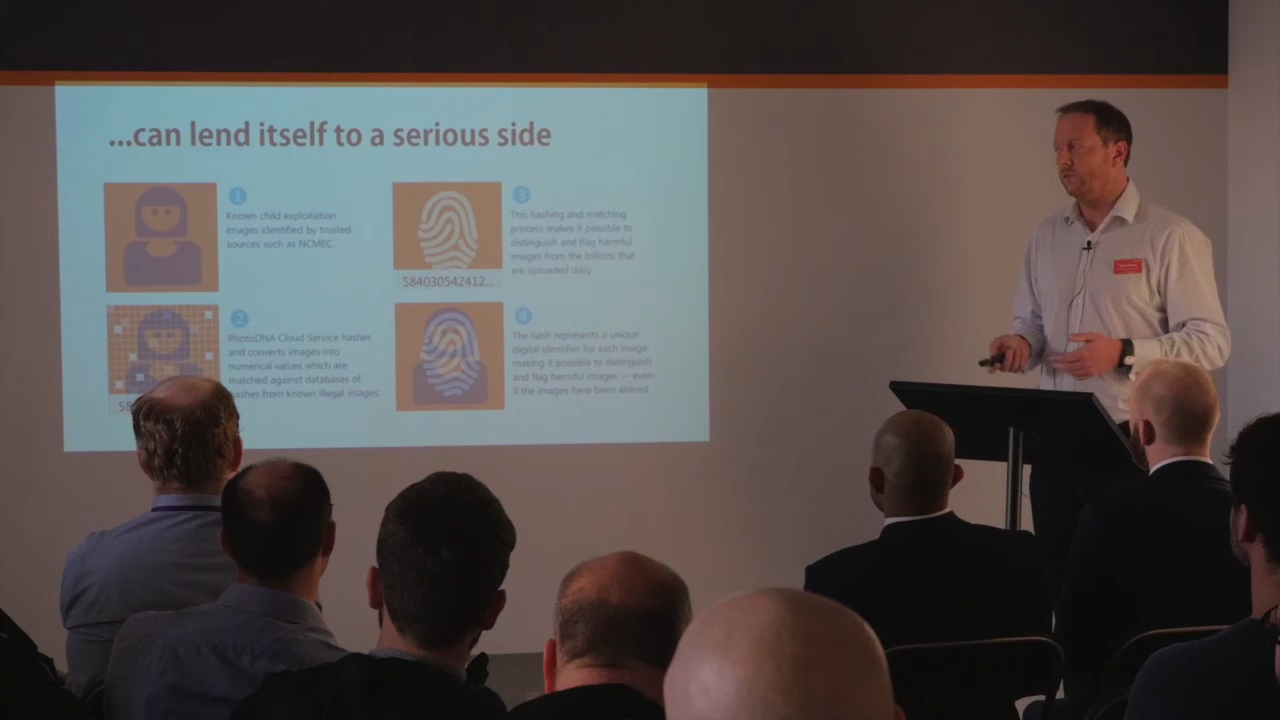 ...can lend itself to a serious side
1
Known child exploitation
images identified by trusted
sources such as NCMEC.
2
PhotoDNA Cloud Service hashes
and converts images into
numerical values which are
matched against databases of
hashes from known illegal images.
58
3
This hashing and matching
process makes it possible to
distinguish and flag harmful
images from the billions that
are uploaded daily.
584030542412...
4
The hash represents a unique
digital identifier for each image,
making it possible to distinguish
and flag harmful images — even
if the images have been altered.